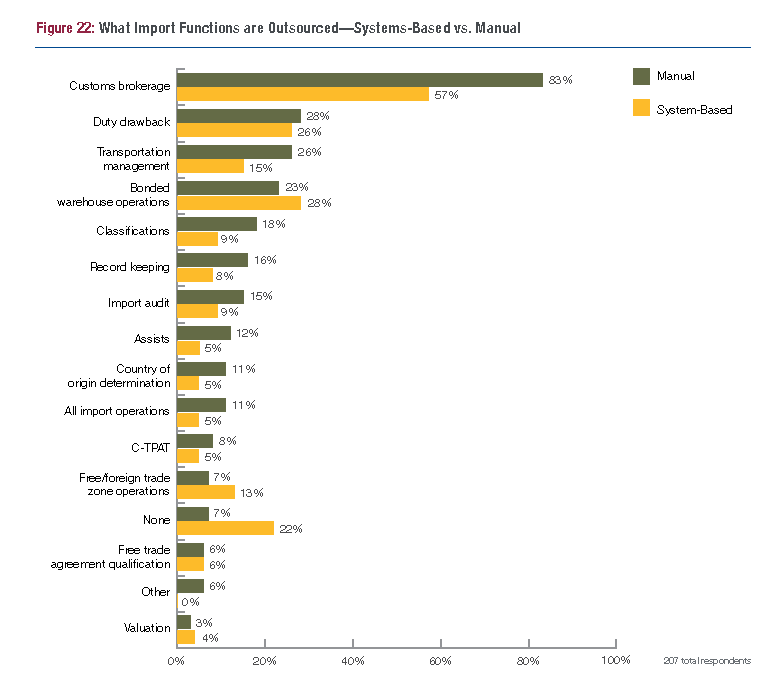 Figure 22: What Import Functions are Outsourced—Systems-Based vs. Manual
Manual
System-Based
Customs brokerage
83%
57%
Duty drawback
28%
26%
Transportation
management
26%
15%
Bonded
warehouse operations
23%
28%
Classifications
18%
9%
Record keeping
16%
8%
Import audit
15%
9%
Assists
12%
5%
Country of
origin determination
11%
5%
All import operations
11%
5%
C-TPAT
8%
5%
Free/foreign trade
zone operations
7%
13%
None
7%
22%
Free trade
agreement qualification
6%
6%
Other
6%
0%
Valuation
3%
4%
0% 20% 40% 60% 80% 100%
207 total respondents